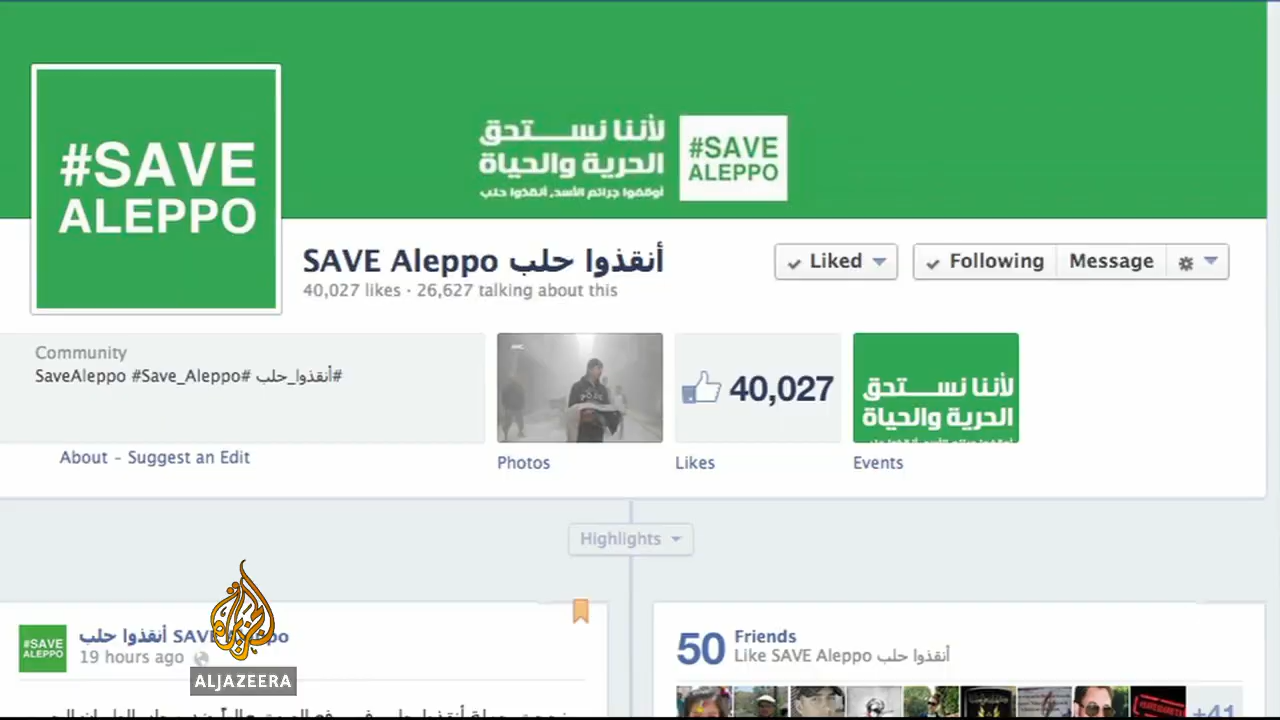 #SAVE
ALEPPO
لأننا نستحق
الحرية والحياة
أوقفوا جرائم الأسد، أنقذوا حلب
#SAVE
ALEPPO
SAVE Aleppo أنقذوا حلب
40,027 likes · 26,627 talking about this
Liked
Following
Message
Community
SaveAleppo #Save_Aleppo# أنقذوا_حلب#
About - Suggest an Edit
Photos
40,027
Likes
لأننا نستحق
الحرية والحياة
Events
Highlights
#SAVE
ALEPPO
أنقذوا حلب SAVE Aleppo
19 hours ago
الجزيرة
ALJAZEERA
50 Friends
Like SAVE Aleppo أنقذوا حلب
+41